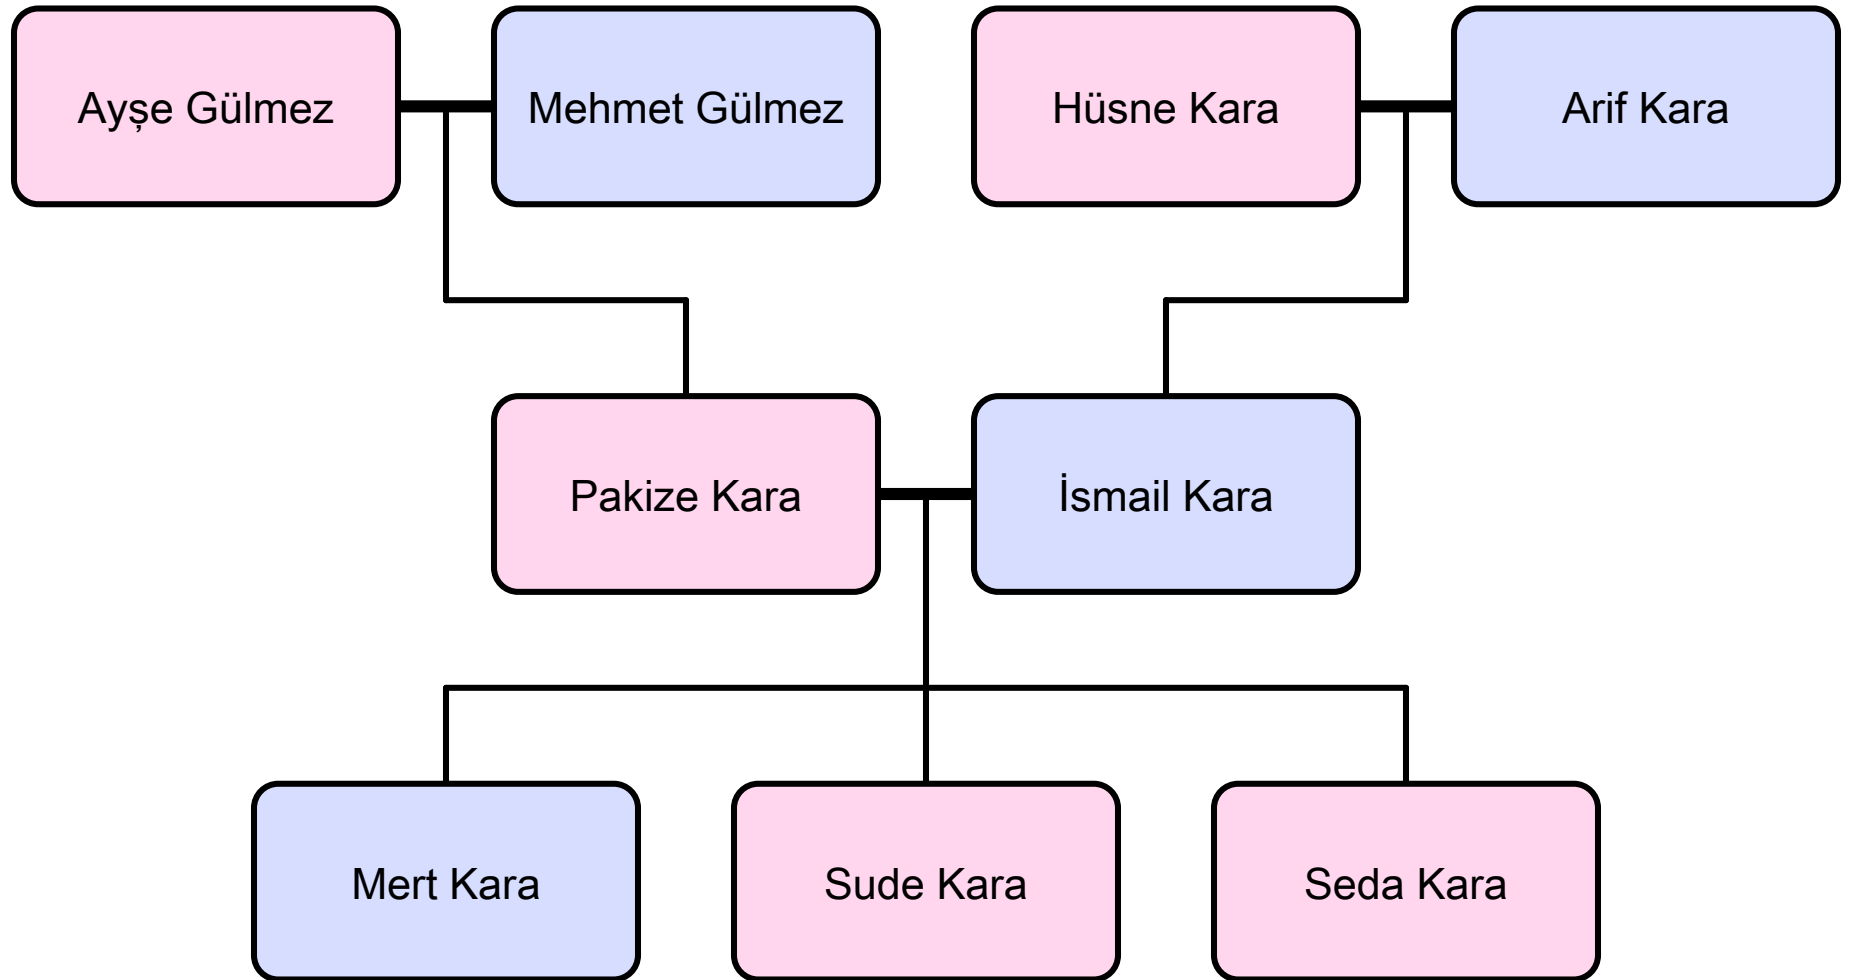 Ayşe Gülmez
Mehmet Gülmez
Hüsne Kara
Arif Kara
Pakize Kara
İsmail Kara
Mert Kara
Sude Kara
Seda Kara